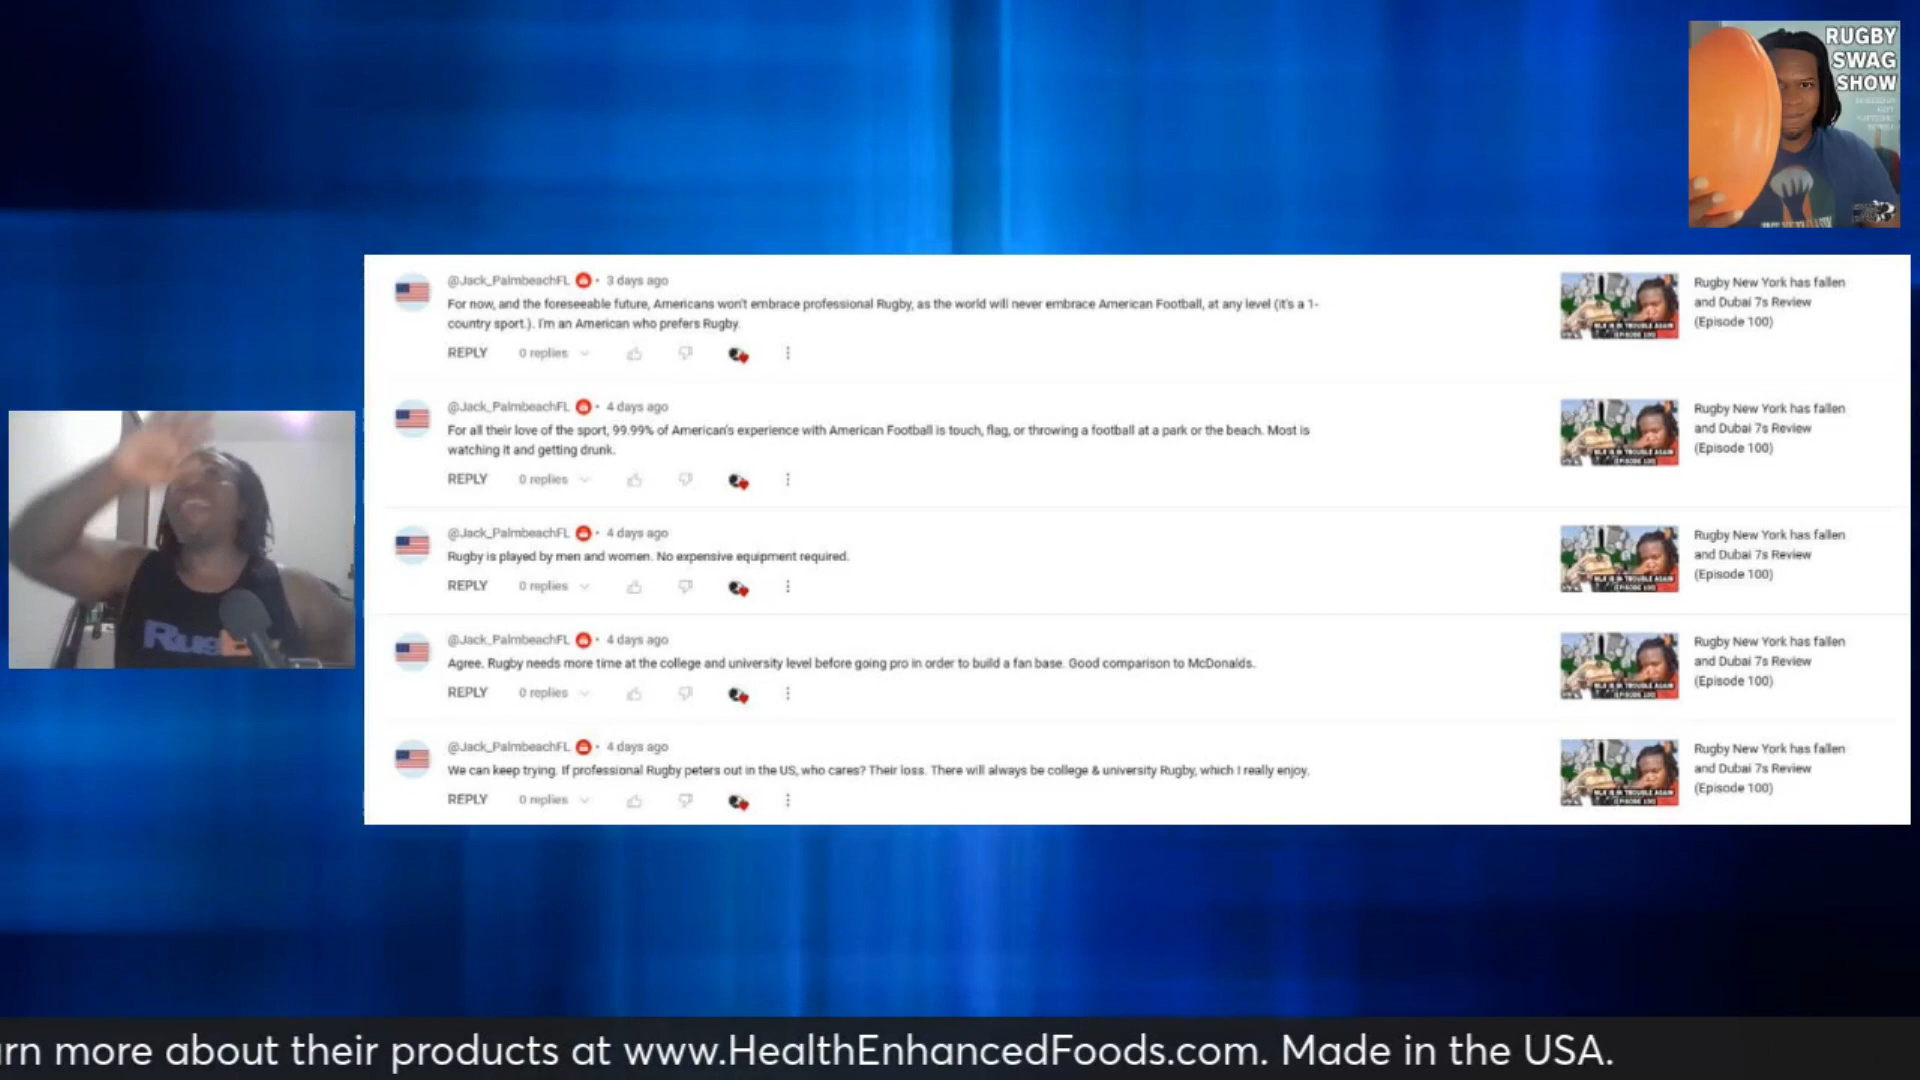 RUGBY
SWAG
SHOW
@Jack_PalmbeachFL • 3 days ago
For now, and the foreseeable future, Americans won't embrace professional Rugby, as the world will never embrace American Football, at any level (it's a 1-
country sport.). I'm an American who prefers Rugby.
REPLY 0 replies
Rugby New York has fallen
and Dubai 7s Review
(Episode 100)
@Jack_PalmbeachFL • 4 days ago
For all their love of the sport, 99.99% of American's experience with American Football is touch, flag, or throwing a football at a park or the beach. Most is
watching it and getting drunk.
REPLY 0 replies
Rugby New York has fallen
and Dubai 7s Review
(Episode 100)
@Jack_PalmbeachFL • 4 days ago
Rugby is played by men and women. No expensive equipment required.
REPLY 0 replies
Rugby New York has fallen
and Dubai 7s Review
(Episode 100)
@Jack_PalmbeachFL • 4 days ago
Agree. Rugby needs more time at the college and university level before going pro in order to build a fan base. Good comparison to McDonalds.
REPLY 0 replies
Rugby New York has fallen
and Dubai 7s Review
(Episode 100)
@Jack_PalmbeachFL • 4 days ago
We can keep trying. If professional Rugby peters out in the US, who cares? Their loss. There will always be college & university Rugby, which I really enjoy.
REPLY 0 replies
Rugby New York has fallen
and Dubai 7s Review
(Episode 100)
rn more about their products at www.HealthEnhancedFoods.com. Made in the USA.